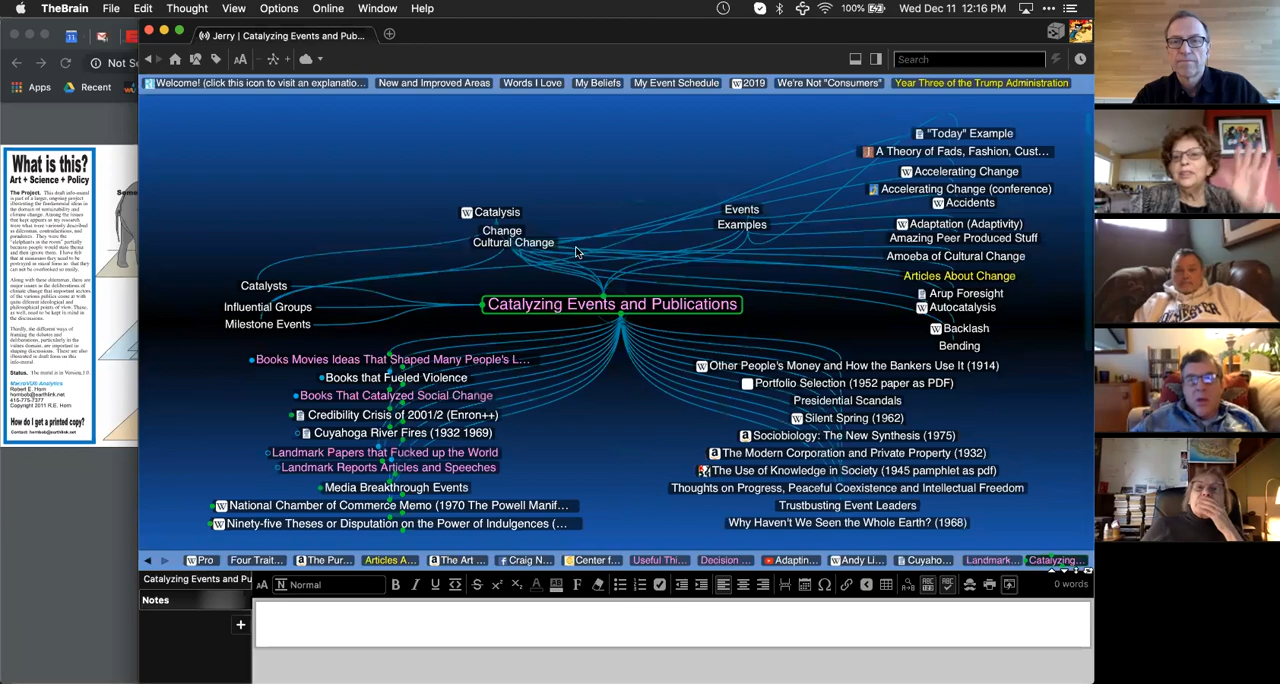 TheBrain File Edit Thought View Options Online Window Help
100% Wed Dec 11 12:16 PM
Jerry | Catalyzing Events and Pub...
Not S
Apps Recent
Search
Welcome! (click this icon to visit an explanatio... New and Improved Areas Words I Love My Beliefs My Event Schedule 2019 We're Not "Consumers" Year Three of the Trump Administration
What is this?
Art + Science + Policy
How do I get a printed copy?
"Today" Example
A Theory of Fads, Fashion, Cust...
Accelerating Change
Accelerating Change (conference)
Accidents
Adaptation (Adaptivity)
Amazing Peer Produced Stuff
Amoeba of Cultural Change
Articles About Change
Arup Foresight
Autocatalysis
Backlash
Bending
Catalysis
Change
Cultural Change
Events
Examples
Catalysts
Influential Groups
Milestone Events
Catalyzing Events and Publications
Books Movies Ideas That Shaped Many People's L...
Books that Fueled Violence
Books That Catalyzed Social Change
Credibility Crisis of 2001/2 (Enron++)
Cuyahoga River Fires (1932 1969)
Landmark Papers that Fucked up the World
Landmark Reports Articles and Speeches
Media Breakthrough Events
National Chamber of Commerce Memo (1970 The Powell Manif...
Ninety-five Theses or Disputation on the Power of Indulgences (...
Other People's Money and How the Bankers Use It (1914)
Portfolio Selection (1952 paper as PDF)
Presidential Scandals
Silent Spring (1962)
Sociobiology: The New Synthesis (1975)
The Modern Corporation and Private Property (1932)
The Use of Knowledge in Society (1945 pamphlet as pdf)
Thoughts on Progress, Peaceful Coexistence and Intellectual Freedom
Trustbusting Event Leaders
Why Haven't We Seen the Whole Earth? (1968)
Pro Four Trait... The Pur... Articles A... The Art ... Craig N... Center f... Useful Thi... Decision ... Adaptin... Andy Li... Cuyaho... Landmark... Catalyzing...
Catalyzing Events and Pu
Normal
0 words
Notes